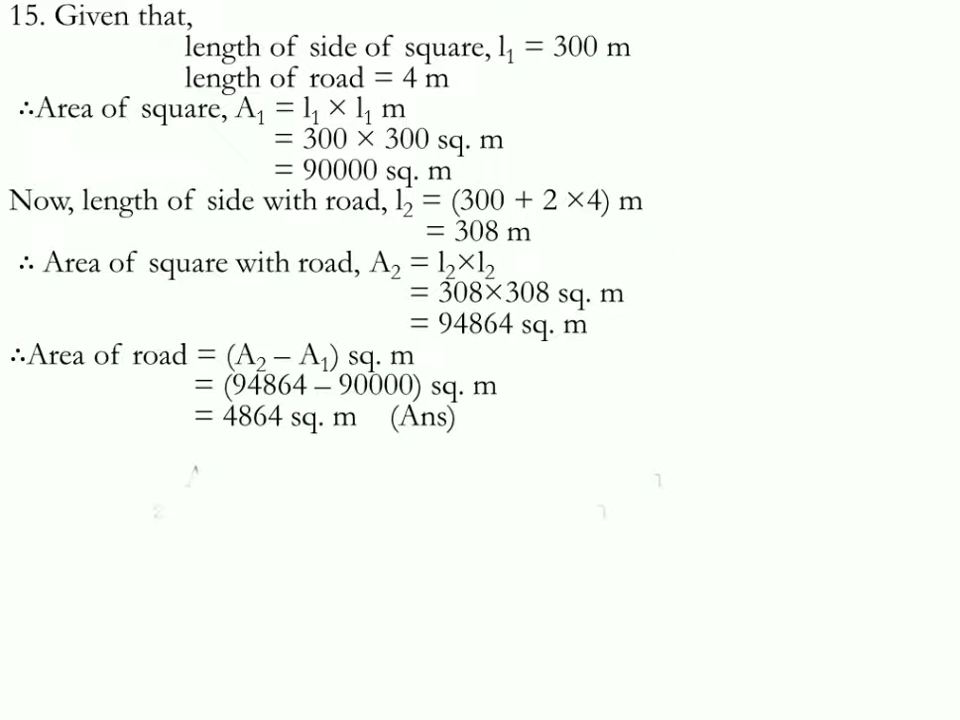 15. Given that,
length of side of square, l₁ = 300 m
length of road = 4 m
∴Area of square, A₁ = l₁ × l₁ m
= 300 × 300 sq. m
= 90000 sq. m
Now, length of side with road, l₂ = (300 + 2 ×4) m
= 308 m
∴ Area of square with road, A₂ = l₂×l₂
= 308×308 sq. m
= 94864 sq. m
∴Area of road = (A₂ – A₁) sq. m
= (94864 – 90000) sq. m
= 4864 sq. m (Ans)